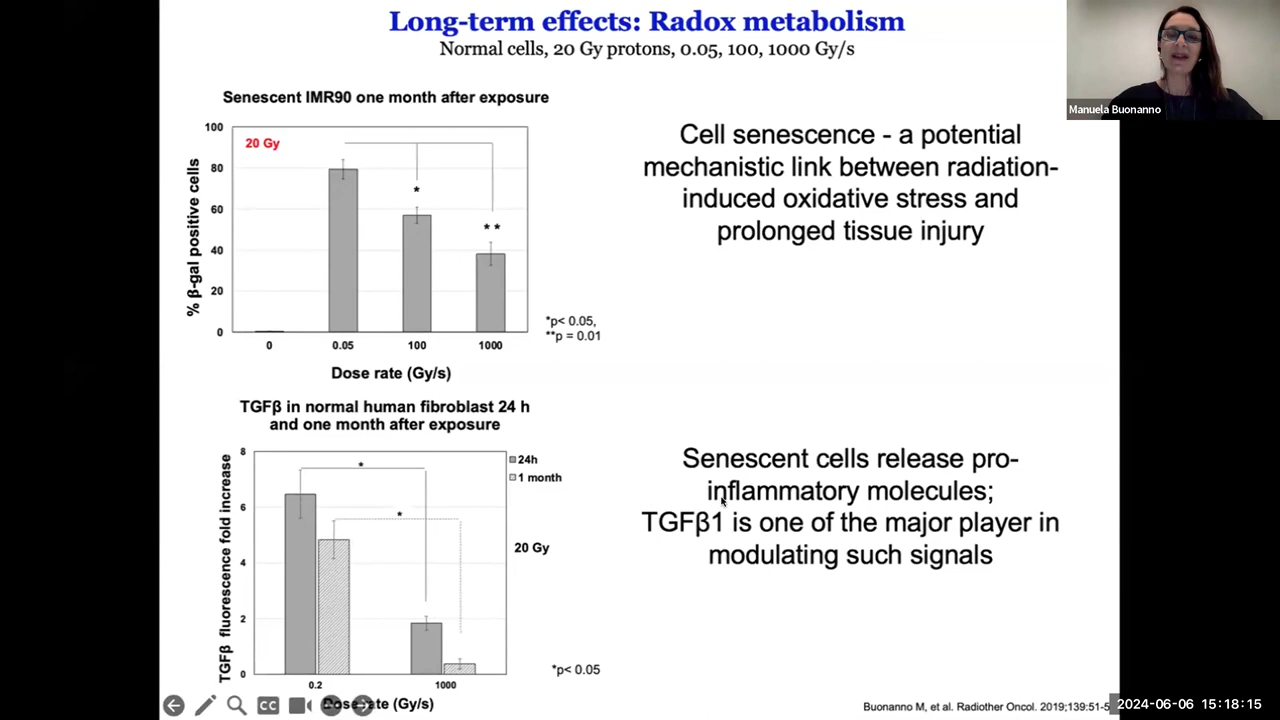 Long-term effects: Radox metabolism
Normal cells, 20 Gy protons, 0.05, 100, 1000 Gy/s
Manuela Buonanno
Senescent IMR90 one month after exposure
% β-gal positive cells
100
80
60
40
20
0
20 Gy
*
* *
0
0.05
100
1000
*p< 0.05,
**p = 0.01
Dose rate (Gy/s)
Cell senescence - a potential
mechanistic link between radiation-
induced oxidative stress and
prolonged tissue injury
TGFβ in normal human fibroblast 24 h
and one month after exposure
TGFβ fluorescence fold increase
8
6
4
2
0
*
*
24h
1 month
20 Gy
0.2
1000
*p< 0.05
(Gy/s)
Senescent cells release pro-
inflammatory molecules;
TGFβ1 is one of the major player in
modulating such signals
CC
Buonanno M, et al. Radiother Oncol. 2019;139:51-5
2024-06-06 15:18:15